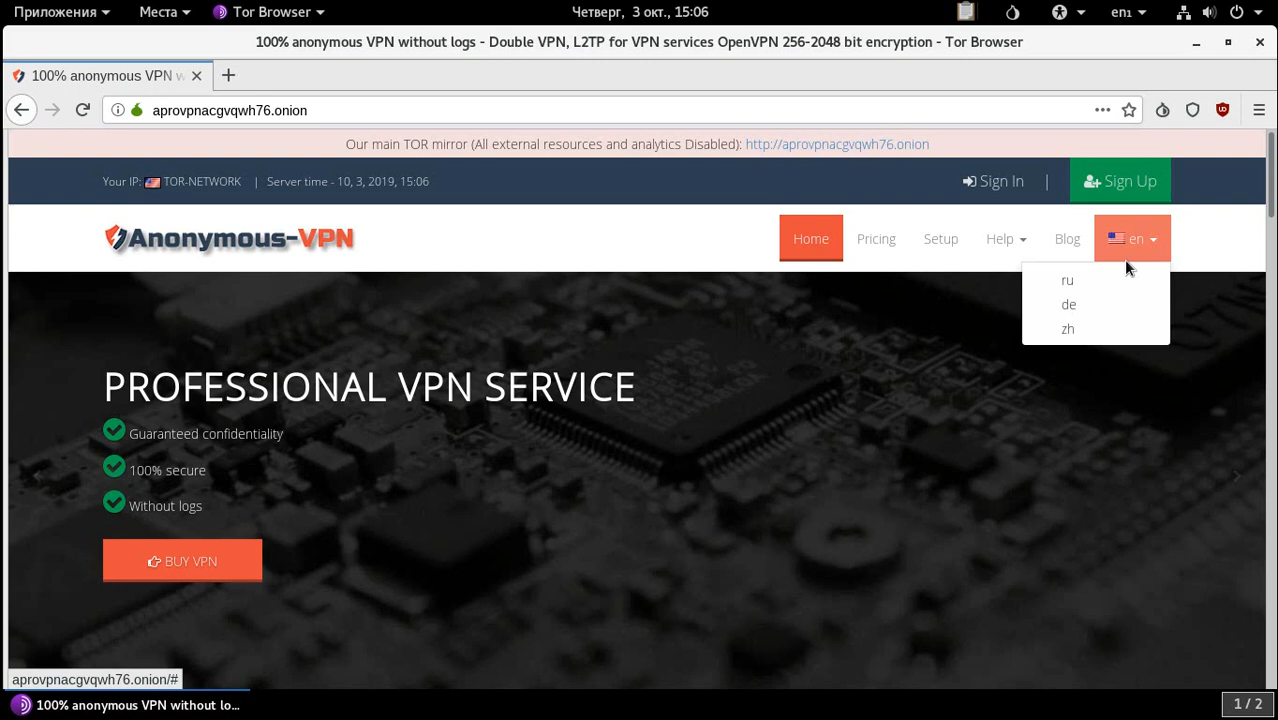 Приложения Места Tor Browser Четверг, 3 окт., 15:06 en₁
100% anonymous VPN without logs - Double VPN, L2TP for VPN services OpenVPN 256-2048 bit encryption - Tor Browser
100% anonymous VPN w
aprovpnacgvqwh76.onion
Our main TOR mirror (All external resources and analytics Disabled): http://aprovpnacgvqwh76.onion
Your IP: TOR-NETWORK | Server time - 10, 3, 2019, 15:06 Sign In | Sign Up
Anonymous-VPN Home Pricing Setup Help Blog en
ru
de
zh
PROFESSIONAL VPN SERVICE
Guaranteed confidentiality
100% secure
Without logs
BUY VPN
aprovpnacgvqwh76.onion/#
100% anonymous VPN without lo... 1 / 2